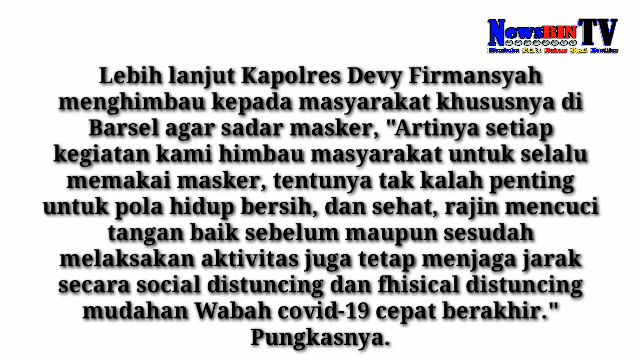 NewsBINTV
Lebih lanjut Kapolres Devy Firmansyah
menghimbau kepada masyarakat khususnya di
Barsel agar sadar masker, "Artinya setiap
kegiatan kami himbau masyarakat untuk selalu
memakai masker, tentunya tak kalah penting
untuk pola hidup bersih, dan sehat, rajin mencuci
tangan baik sebelum maupun sesudah
melaksakan aktivitas juga tetap menjaga jarak
secara social distuncing dan fhisical distuncing
mudahan Wabah covid-19 cepat berakhir."
Pungkasnya.